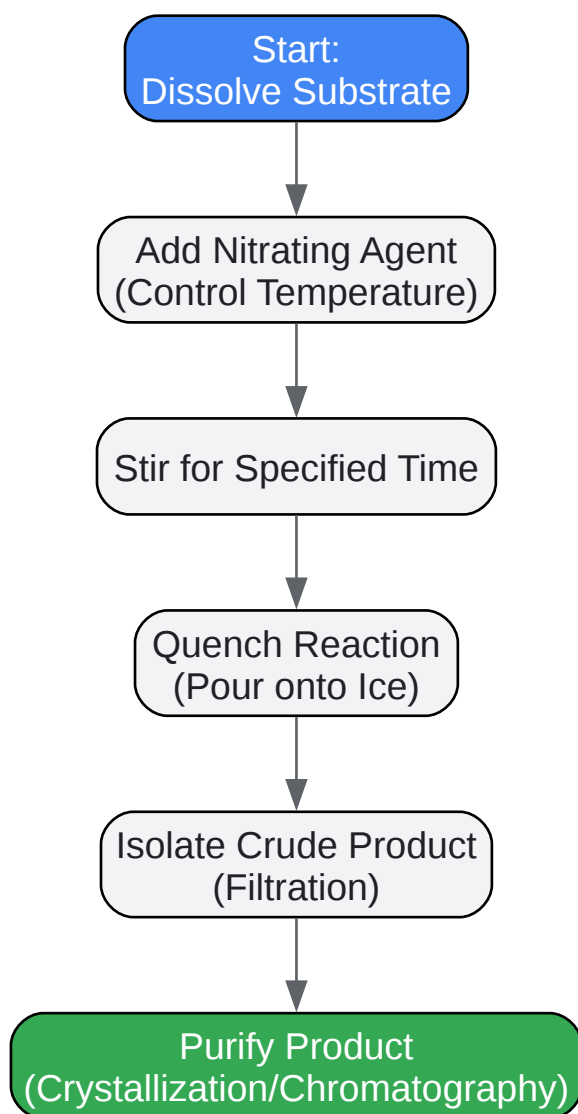 Start:
Dissolve Substrate
Add Nitrating Agent
(Control Temperature)
Stir for Specified Time
Quench Reaction
(Pour onto Ice)
Isolate Crude Product
(Filtration)
Purify Product
(Crystallization/Chromatography)